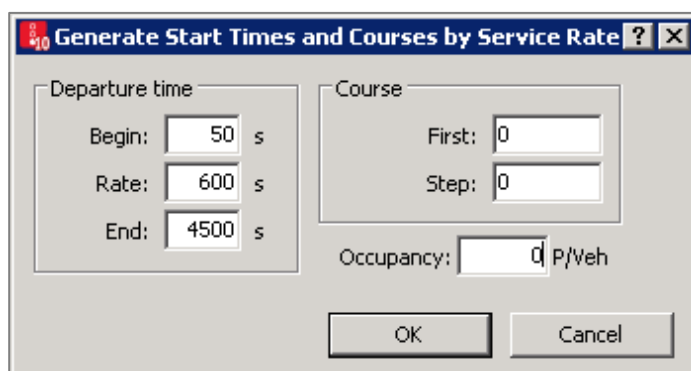 10 Generate Start Times and Courses by Service Rate ? X
Departure time
Begin: 50 s
Rate: 600 s
End: 4500 s
Course
First: 0
Step: 0
Occupancy: 0 P/Veh
OK Cancel